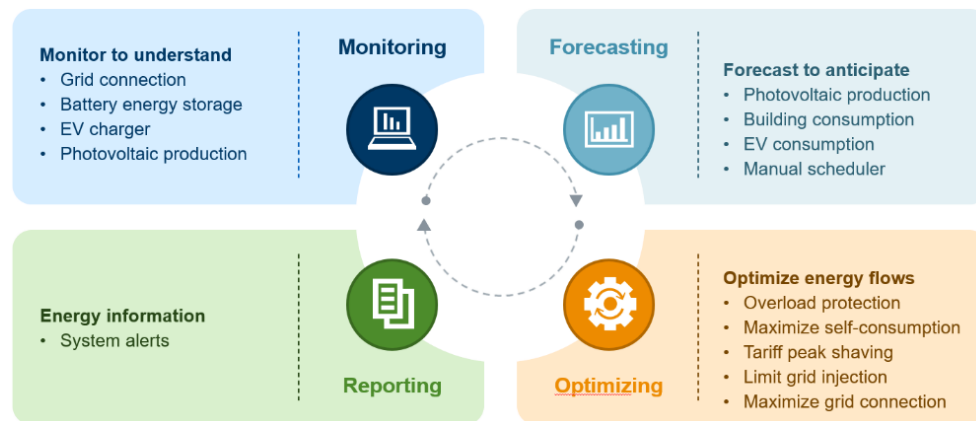 Monitoring
Monitor to understand
• Grid connection
• Battery energy storage
• EV charger
• Photovoltaic production
Forecasting
Forecast to anticipate
• Photovoltaic production
• Building consumption
• EV consumption
• Manual scheduler
Energy information
• System alerts
Reporting
Optimize energy flows
• Overload protection
• Maximize self-consumption
• Tariff peak shaving
• Limit grid injection
• Maximize grid connection
Optimizing